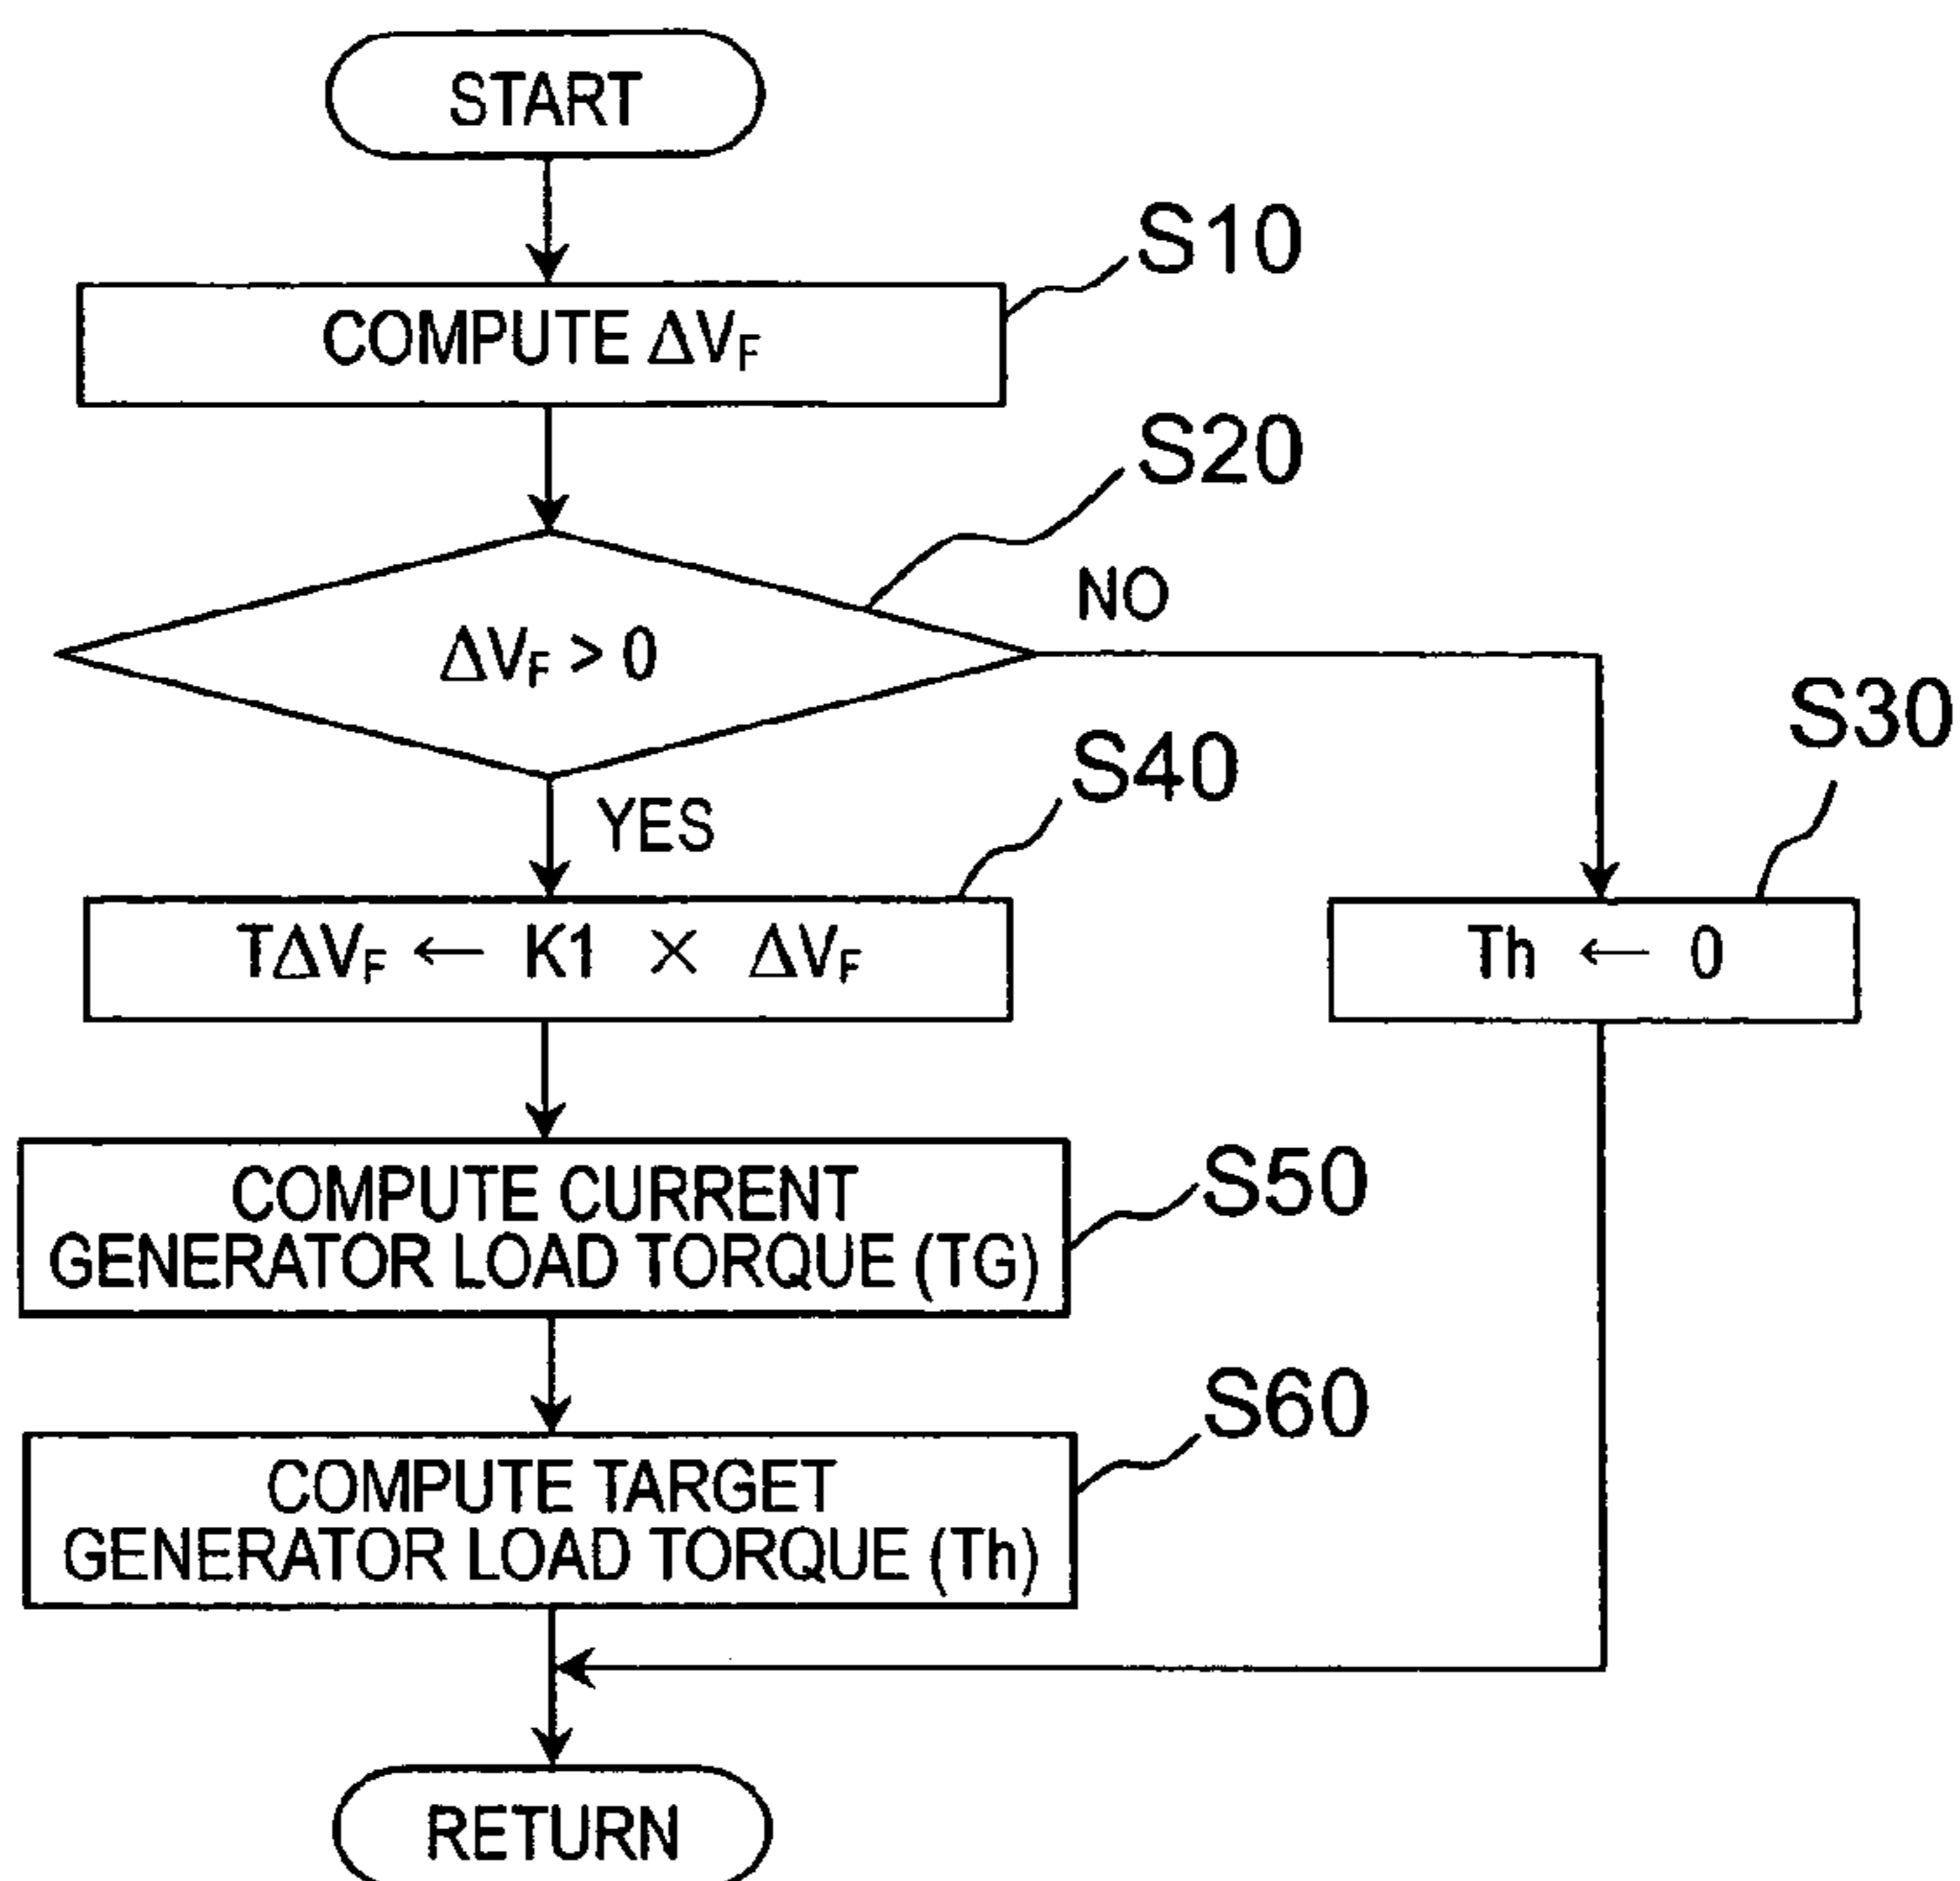 START
S10
COMPUTE ΔVF
S20
NO
ΔVF > 0
S30
S40
YES
TΔVF ← K1 × ΔVF
Th ← 0
COMPUTE CURRENT
GENERATOR LOAD TORQUE (TG)
S50
S60
COMPUTE TARGET
GENERATOR LOAD TORQUE (Th)
RETURN